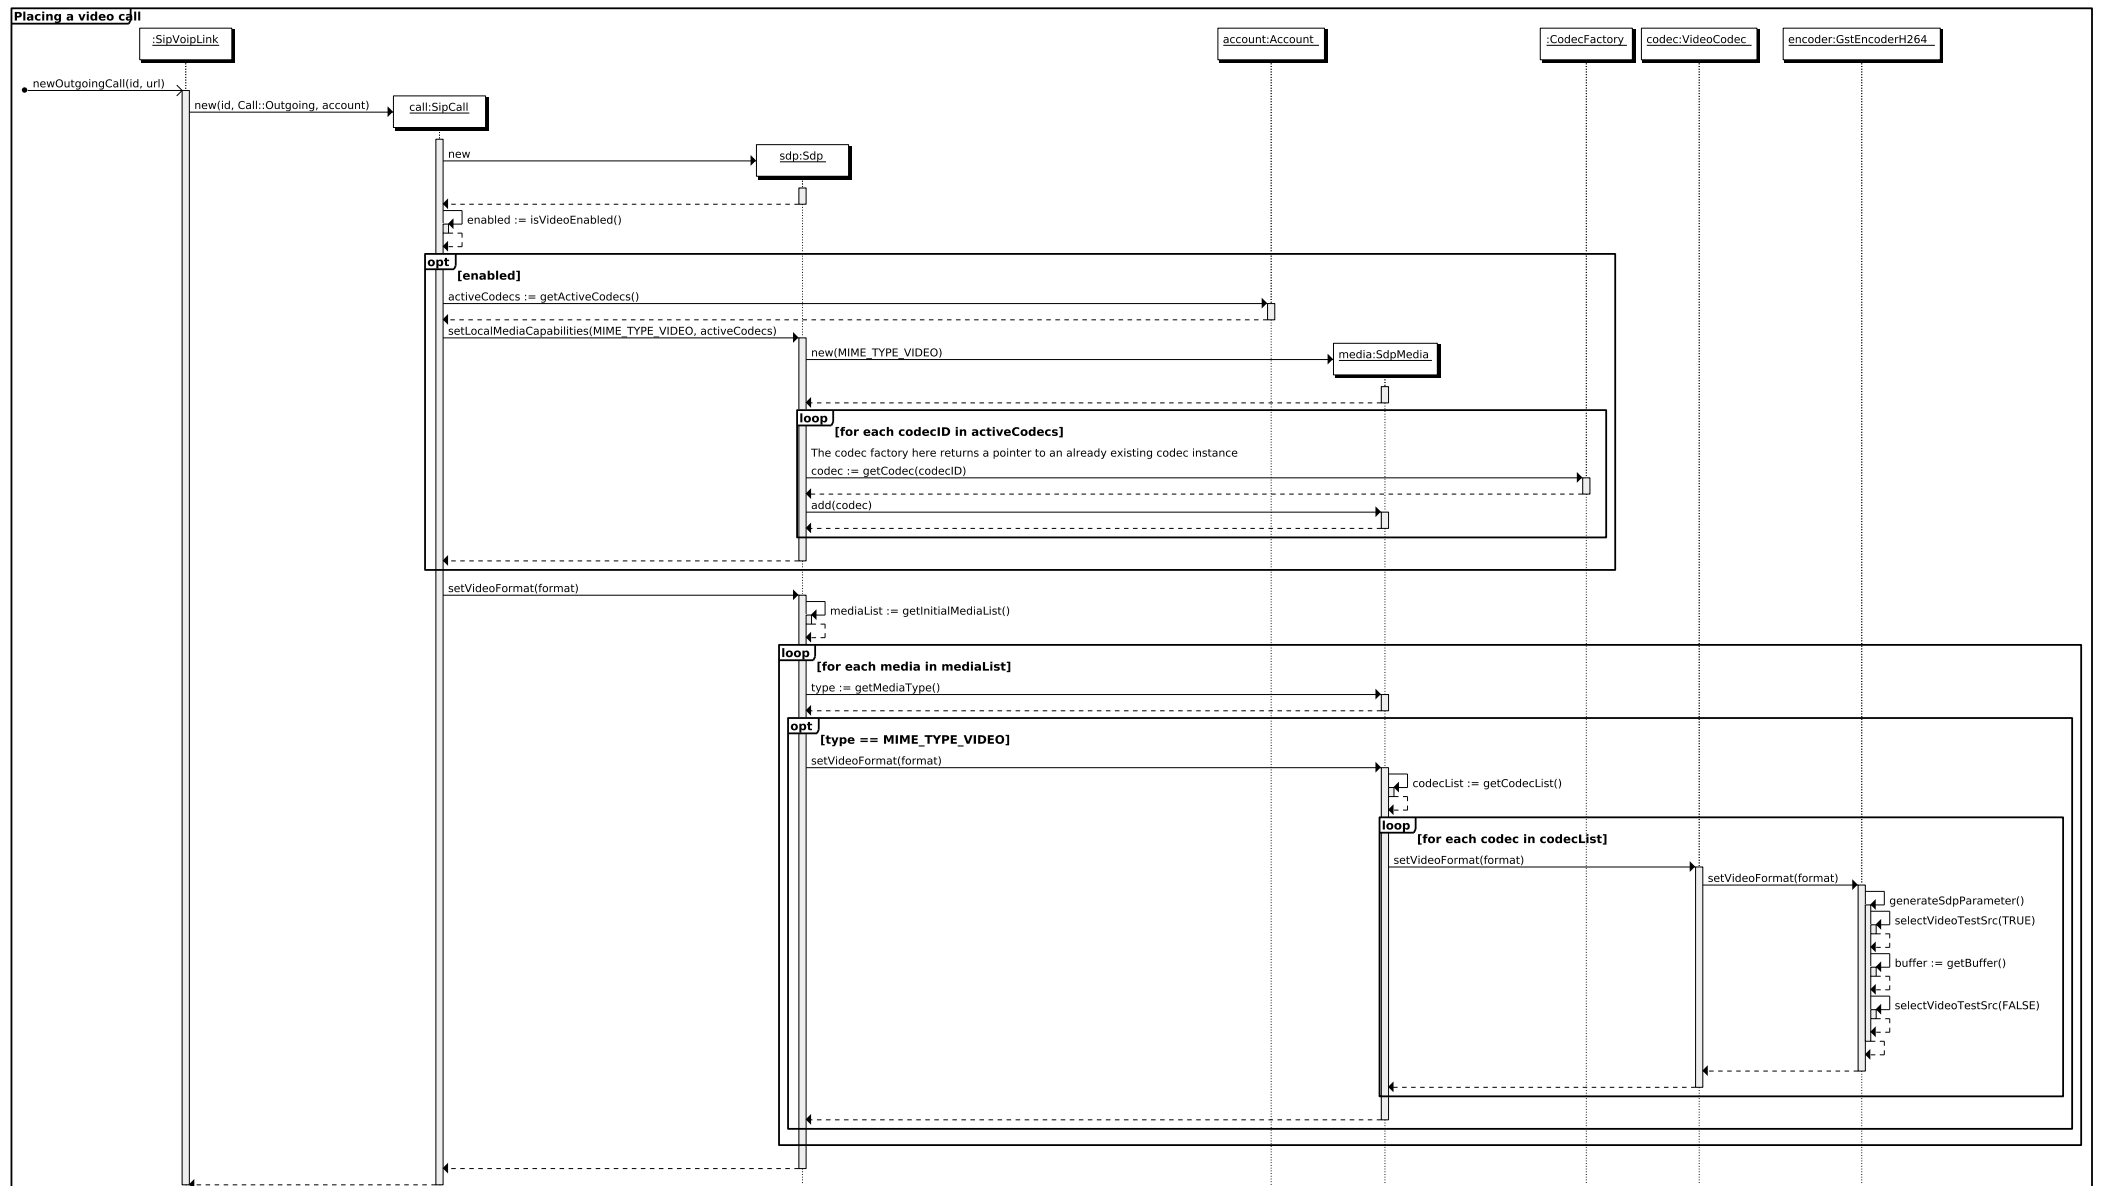 Placing a video call
:SipVoipLink
account:Account
:CodecFactory
codec:VideoCodec
encoder:GstEncoderH264
newOutgoingCall(id, url)
new(id, Call::Outgoing, account)
call:SipCall
new
sdp:Sdp
enabled := isVideoEnabled()
opt
[enabled]
activeCodecs := getActiveCodecs()
setLocalMediaCapabilities(MIME_TYPE_VIDEO, activeCodecs)
new(MIME_TYPE_VIDEO)
media:SdpMedia
loop
[for each codecID in activeCodecs]
The codec factory here returns a pointer to an already existing codec instance
codec := getCodec(codecID)
add(codec)
setVideoFormat(format)
mediaList := getInitialMediaList()
loop
[for each media in mediaList]
type := getMediaType()
opt
[type == MIME_TYPE_VIDEO]
setVideoFormat(format)
codecList := getCodecList()
loop
[for each codec in codecList]
setVideoFormat(format)
setVideoFormat(format)
generateSdpParameter()
selectVideoTestSrc(TRUE)
buffer := getBuffer()
selectVideoTestSrc(FALSE)